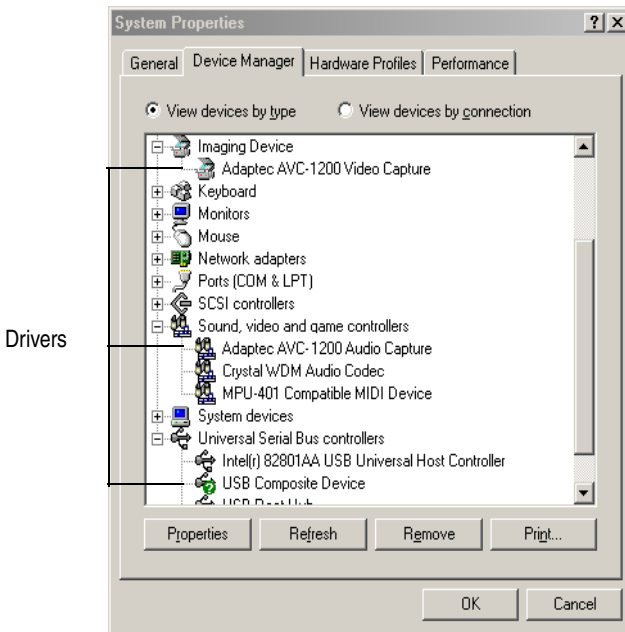 System Properties
General Device Manager Hardware Profiles Performance
View devices by type View devices by connection
Imaging Device
Adaptec AVC-1200 Video Capture
Keyboard
Monitors
Mouse
Network adapters
Ports (COM & LPT)
SCSI controllers
Sound, video and game controllers
Drivers
Adaptec AVC-1200 Audio Capture
Crystal WDM Audio Codec
MPU-401 Compatible MIDI Device
System devices
Universal Serial Bus controllers
Intel(r) 82801AA USB Universal Host Controller
USB Composite Device
USB Root Hub
Properties Refresh Remove Print...
OK Cancel